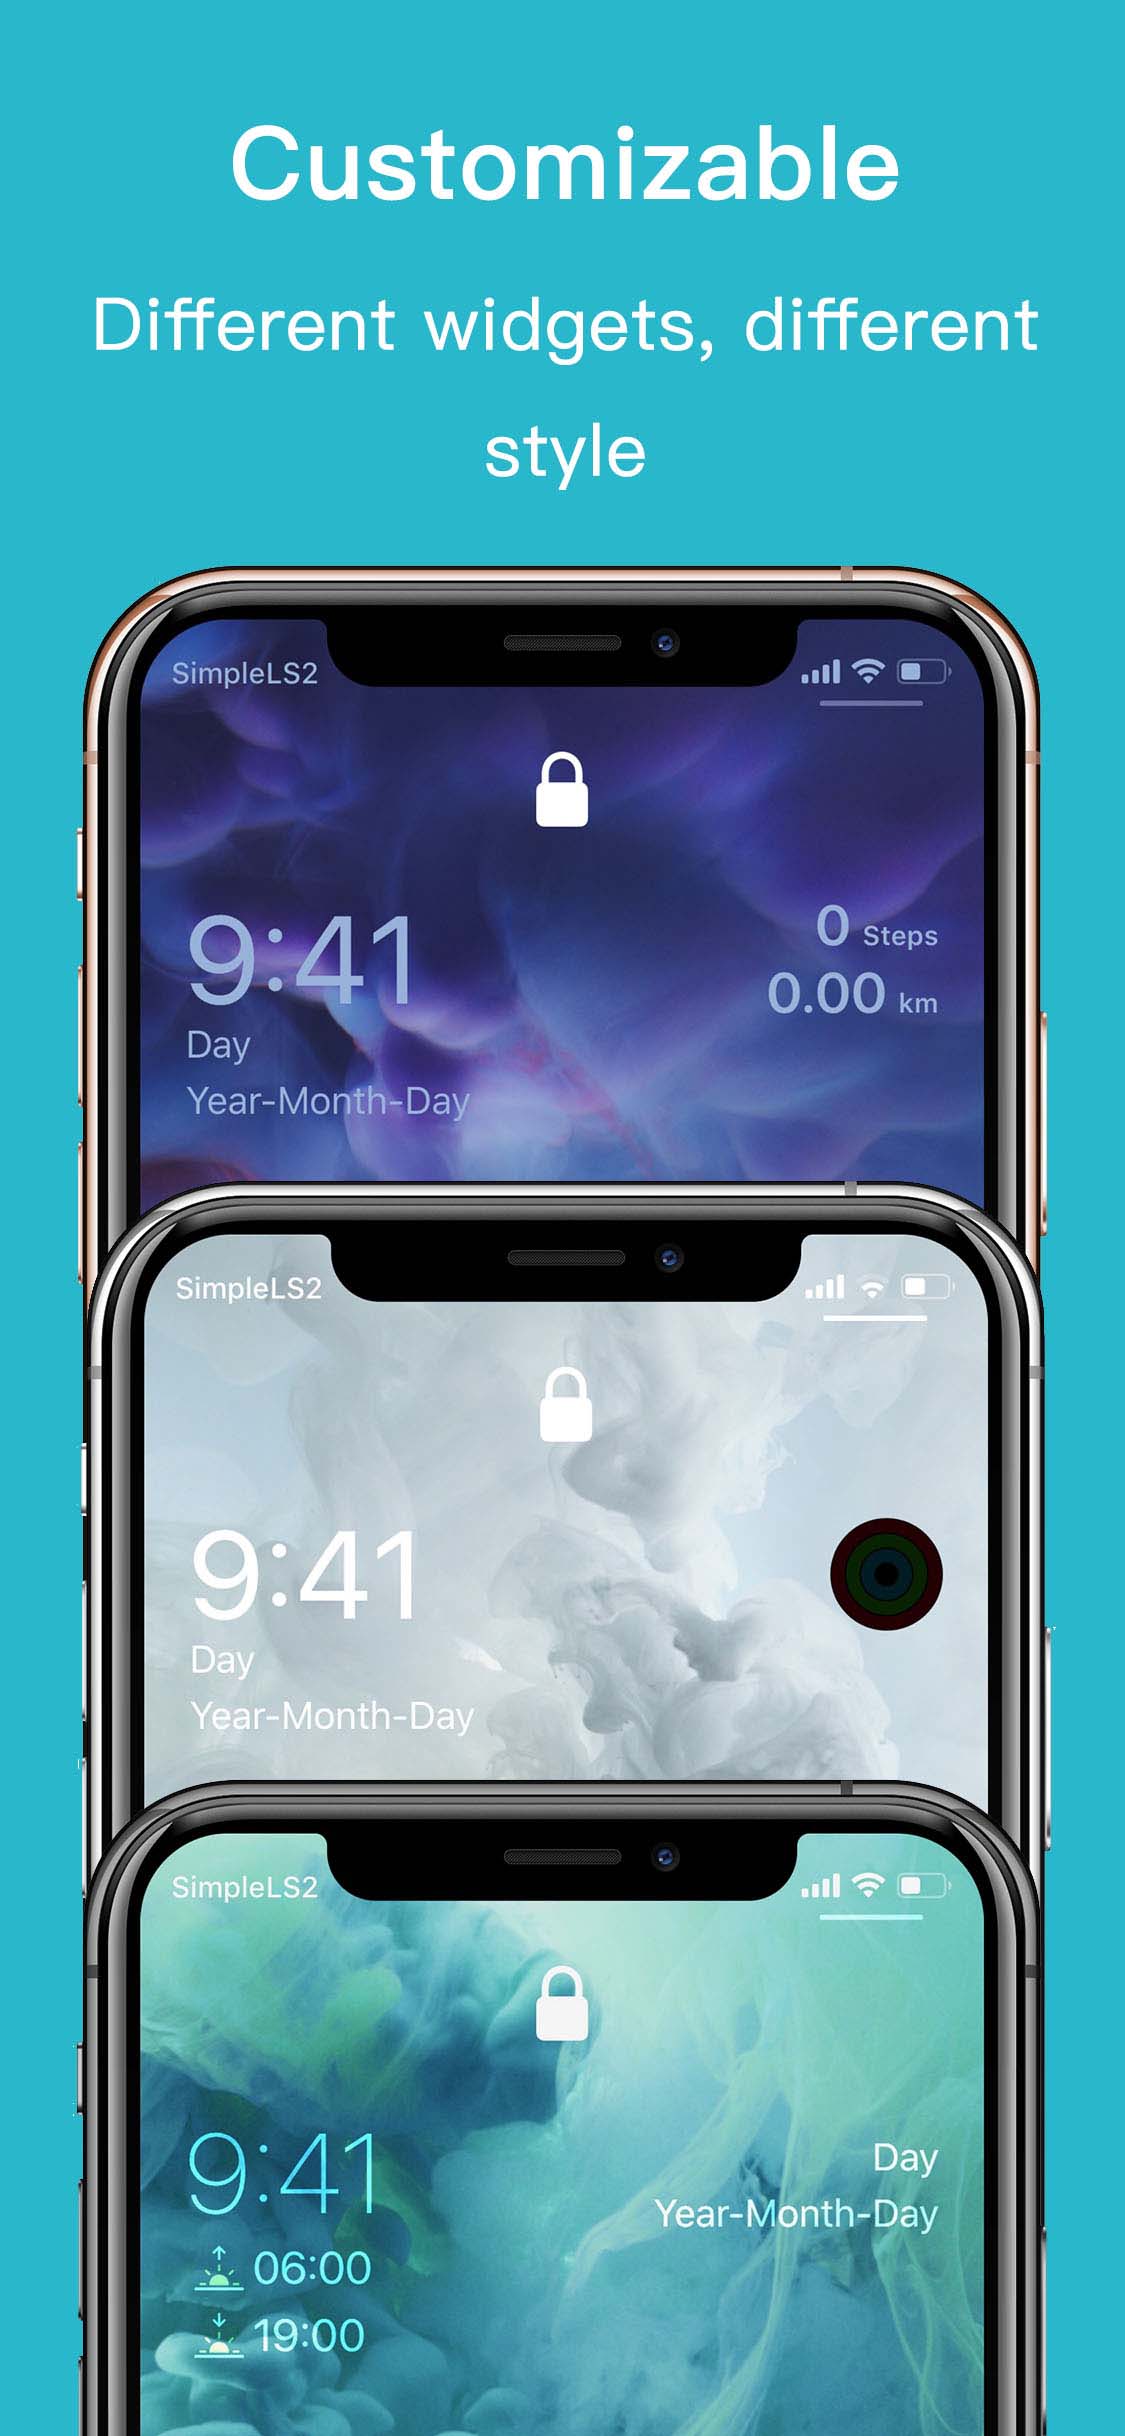 Customizable
Different widgets, different
style
SimpleLS2
9:41
0 Steps
0.00 km
Day
Year-Month-Day
SimpleLS2
9:41
Day
Year-Month-Day
SimpleLS2
9:41
Day
Year-Month-Day
06:00
19:00